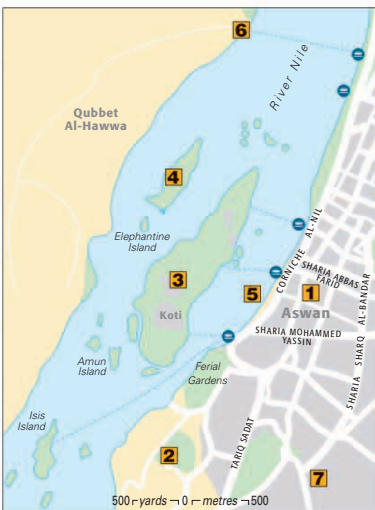 6
River Nile
Qubbet
Al-Hawwa
4
Elephantine
Island
CORNICHE AL-NIL
SHARIA ABBAS
FARID
3
5
1
Koti
Aswan
SHARIA MOHAMMED
YASSIN
SHARIA SHARQ AL-BANDAR
Amun
Island
Ferial
Gardens
Isis
Island
TARIQ SADAT
2
7
500 yards 0 metres 500